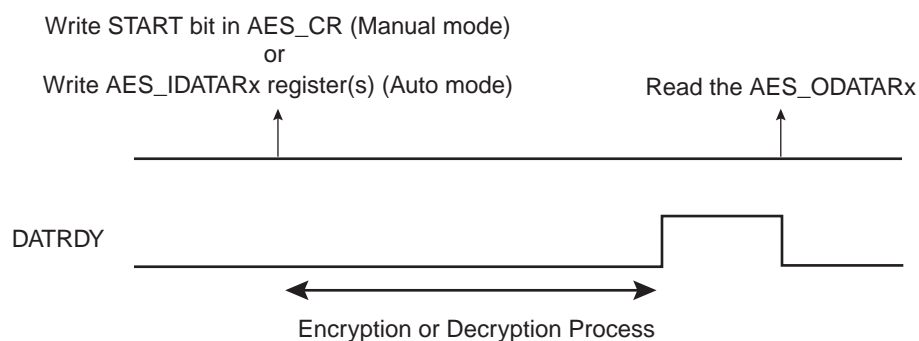 Write START bit in AES_CR (Manual mode)
or
Write AES_IDATARx register(s) (Auto mode)
Read the AES_ODATARx
DATRDY
Encryption or Decryption Process